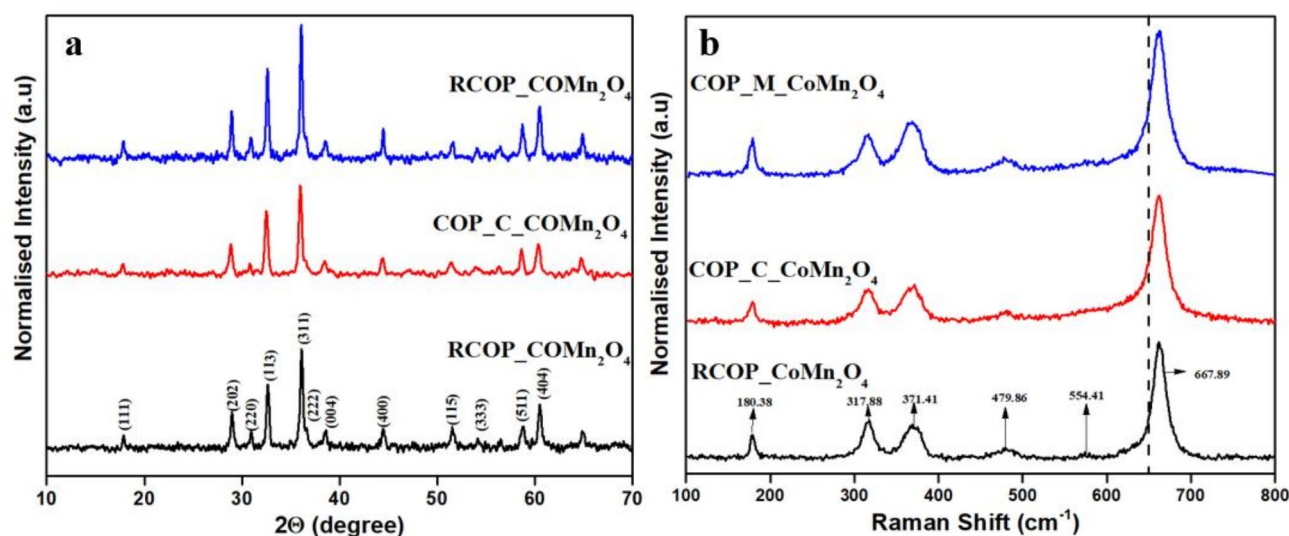 a
Normalised Intensity (a.u)
RCOP_COMn₂O₄
COP_C_COMn₂O₄
RCOP_COMn₂O₄
(111)
(202)
(220)
(113)
(311)
(222)
(004)
(400)
(115)
(333)
(511)
(404)
10 20 30 40 50 60 70
2Θ (degree)
b
Normalised Intensity (a.u)
COP_M_CoMn₂O₄
COP_C_CoMn₂O₄
RCOP_CoMn₂O₄
180.38
317.88
371.41
479.86
554.41
667.89
100 200 300 400 500 600 700 800
Raman Shift (cm⁻¹)